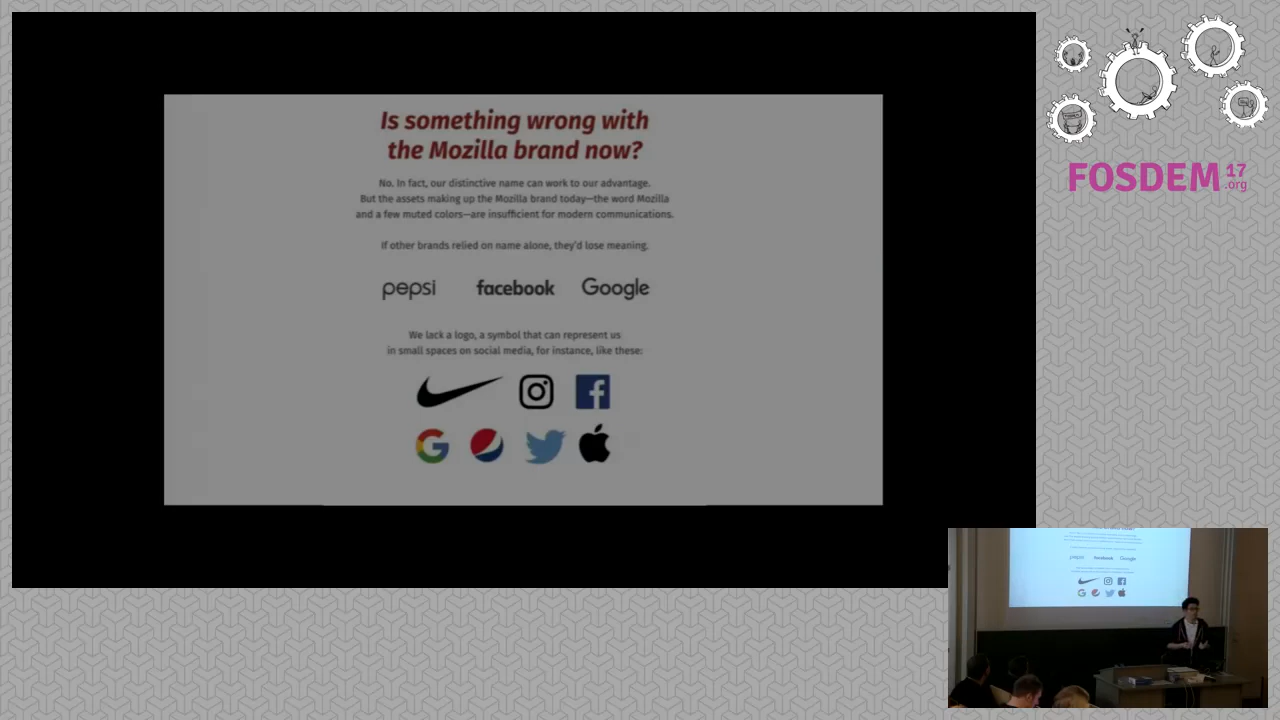 Is something wrong with
the Mozilla brand now?
No. In fact, our distinctive name can work to our advantage.
But the assets making up the Mozilla brand today—the word Mozilla
and a few muted colors—are insufficient for modern communications.
If other brands relied on name alone, they'd lose meaning.
pepsi facebook Google
We lack a logo, a symbol that can represent us
in small spaces on social media, for instance, like these:
FOSDEM 17
.org
pepsi facebook Google